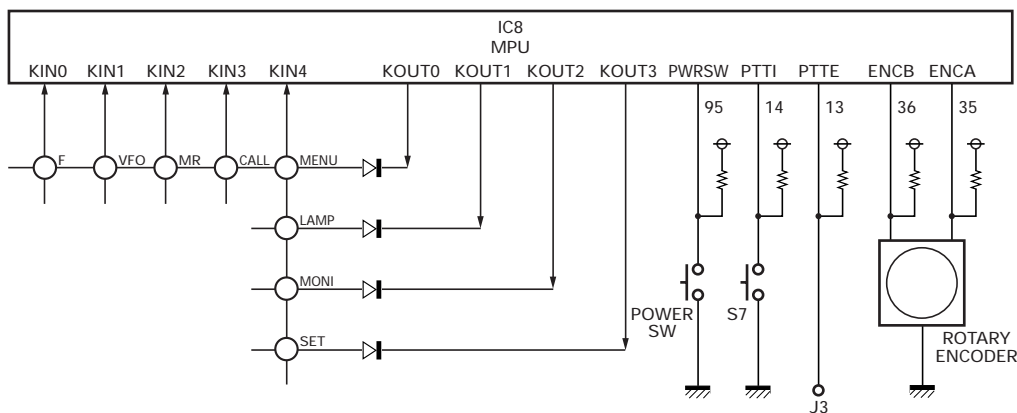 IC8
MPU
KIN0 KIN1 KIN2 KIN3 KIN4 KOUT0 KOUT1 KOUT2 KOUT3 PWRSW PTTI PTTE ENCB ENCA
95 14 13 36 35
F VFO MR CALL MENU
LAMP
MONI
SET
POWER
SW
S7
ROTARY
ENCODER
J3